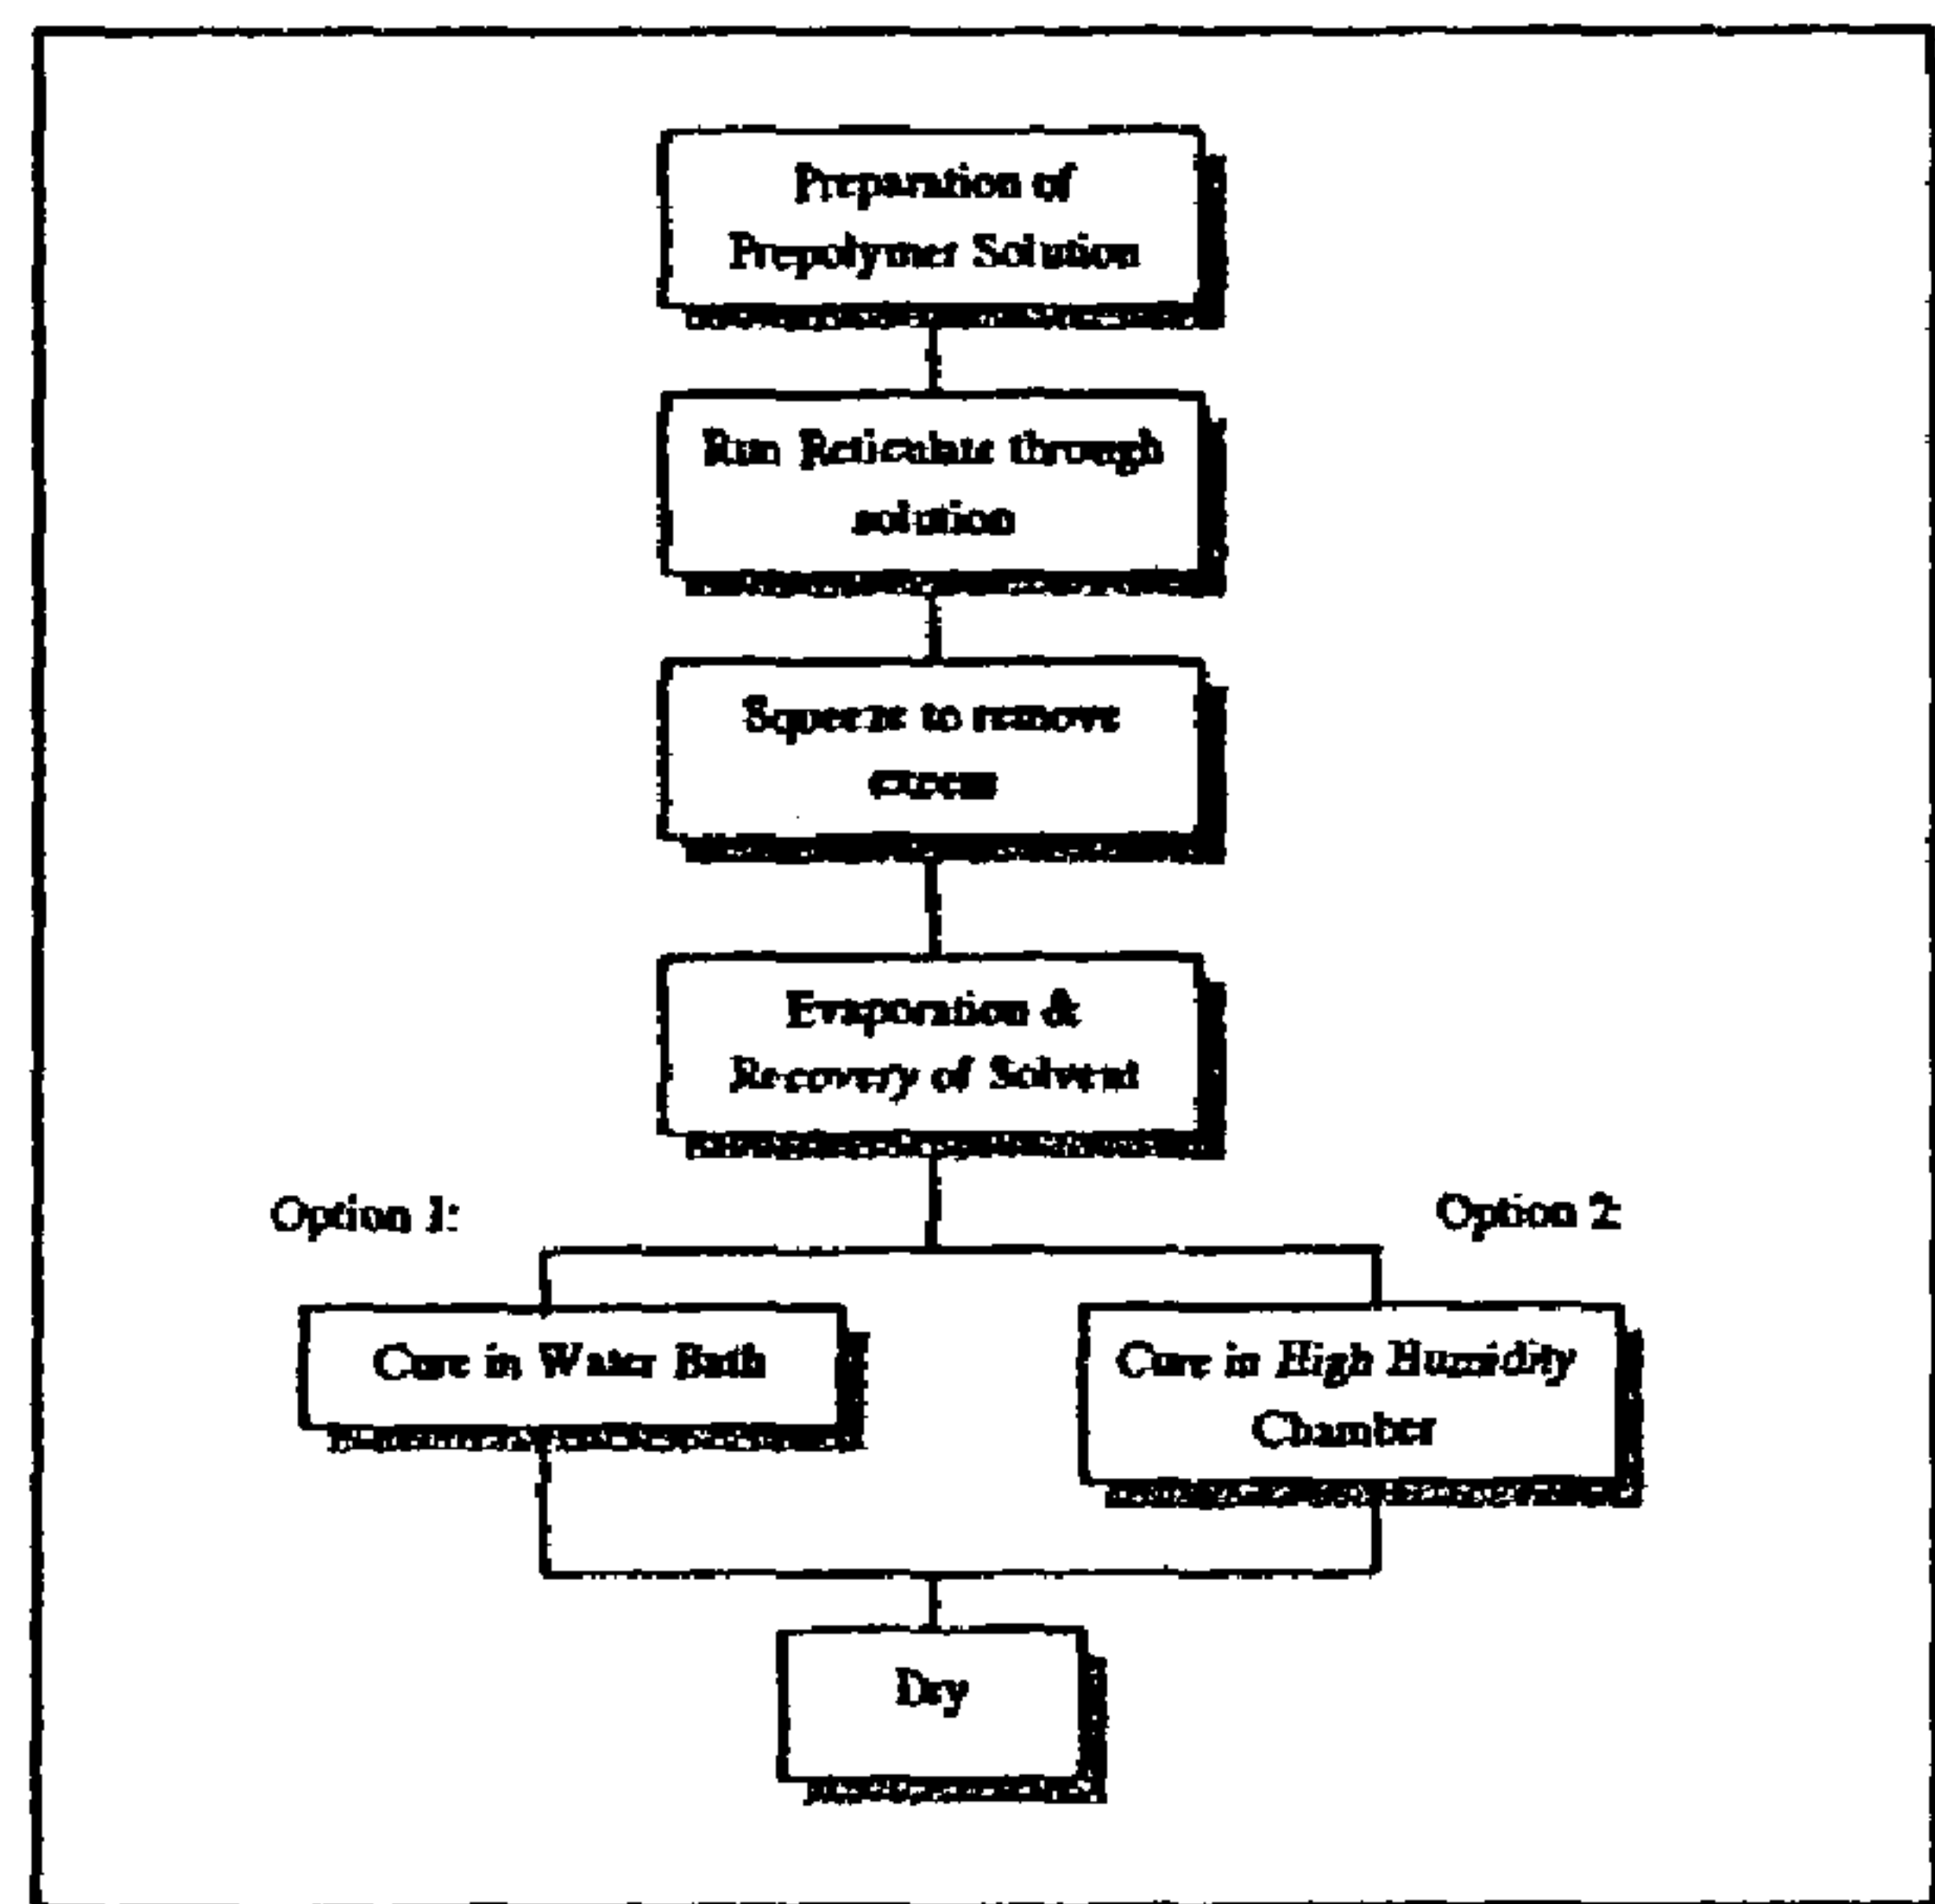 Preparation of
Prepolymer Solution
Run Reticulate through
solution
Squeeze to remove
excess
Evaporation &
Recovery of Solvent
Option 1:
Option 2:
Cure in Water Bath
Cure in High Humidity
Chamber
Dry